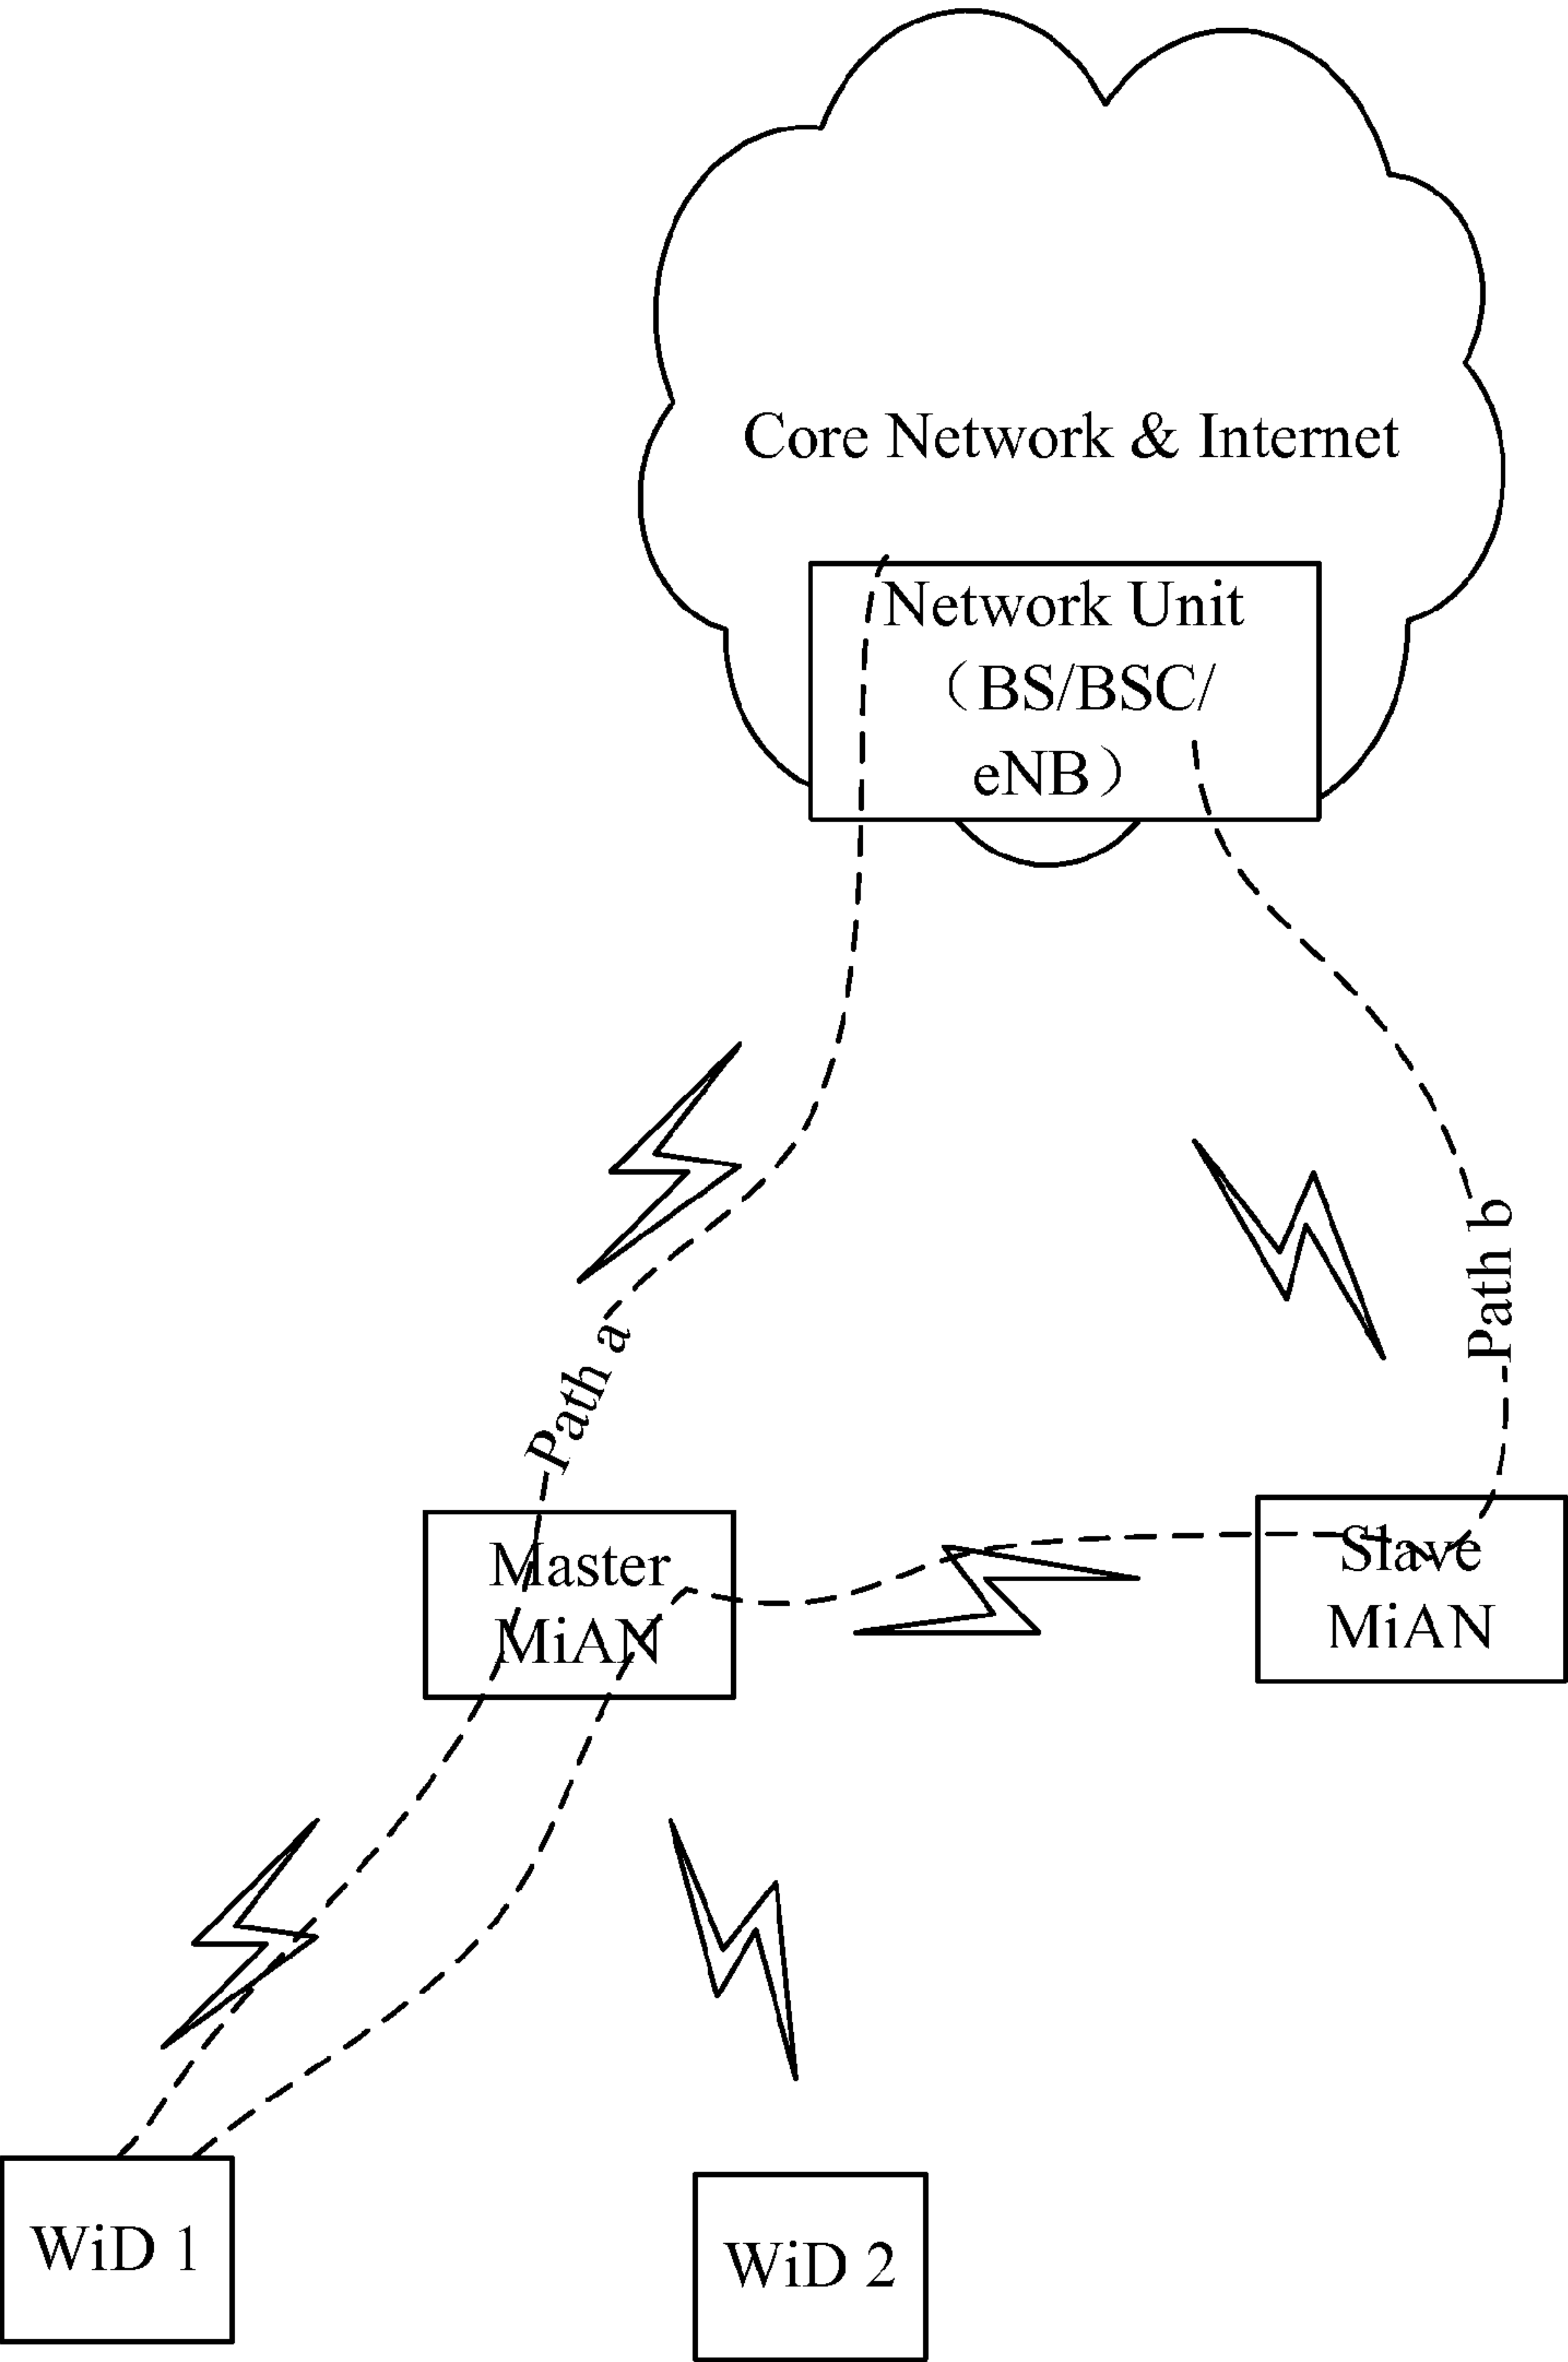 Core Network & Internet
Network Unit
（BS/BSC/
eNB）
Path a
Path b
Master
MiAN
Slave
MiAN
WiD 1
WiD 2